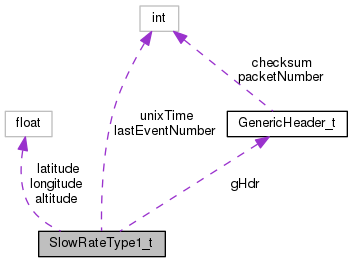 int
checksum
packetNumber
float
unixTime
lastEventNumber
GenericHeader_t
latitude
longitude
altitude
gHdr
SlowRateType1_t